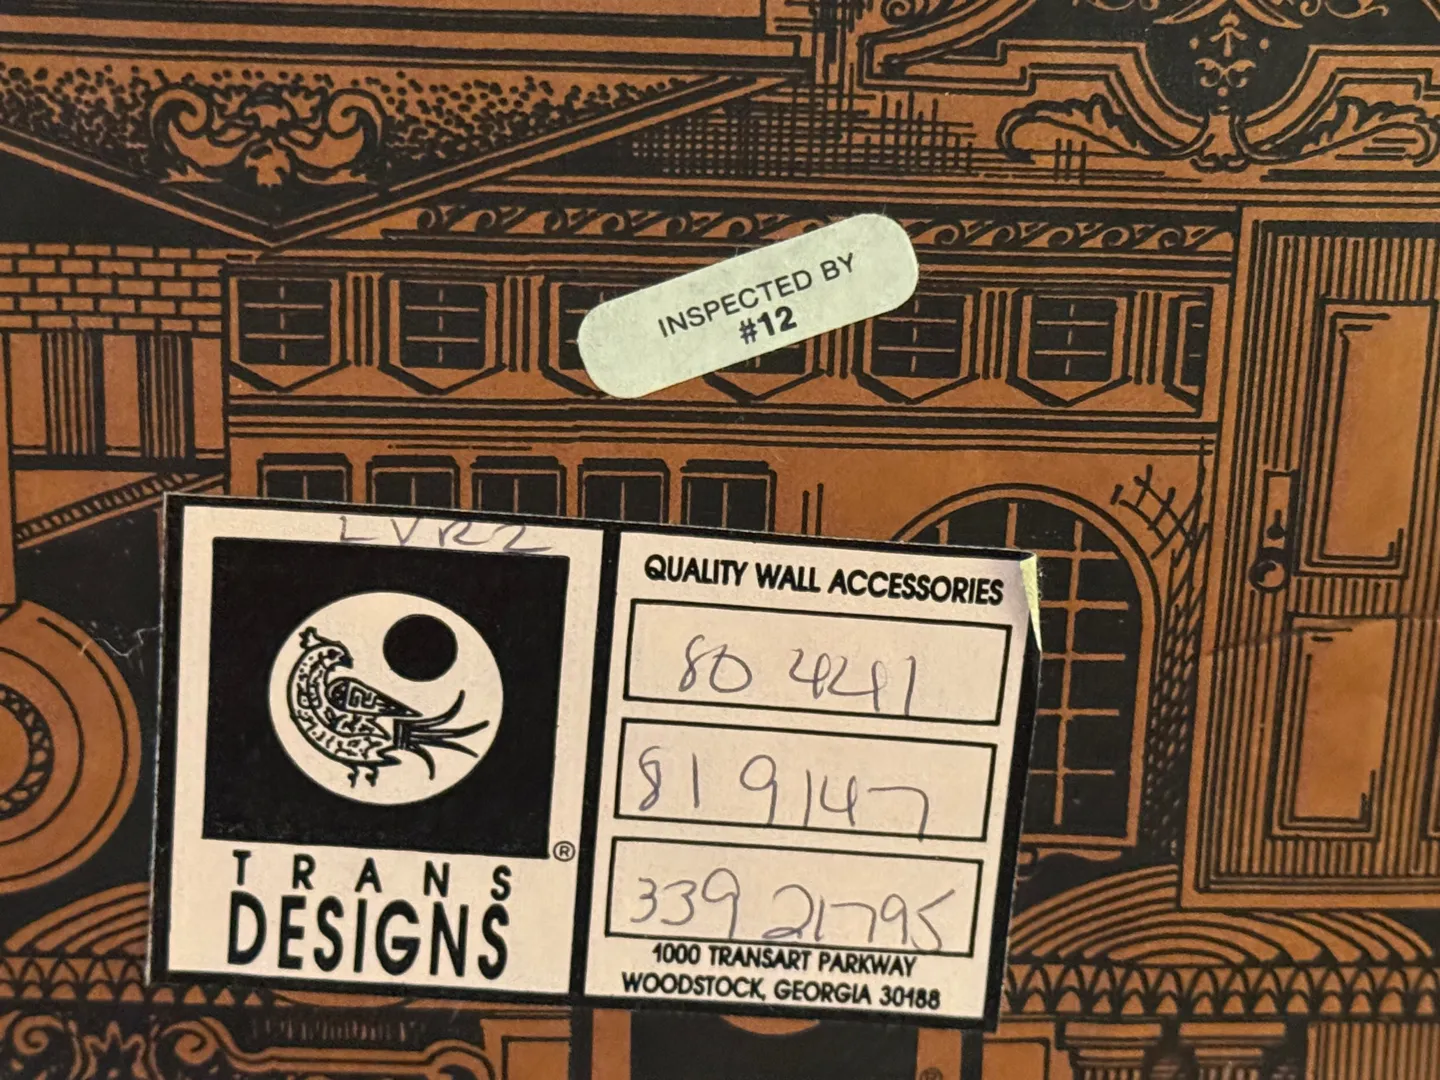 INSPECTED BY
#12
LVR2
TRANS
DESIGNS
®
QUALITY WALL ACCESSORIES
80 4241
81 9147
339 21795
1000 TRANSART PARKWAY
WOODSTOCK, GEORGIA 30188